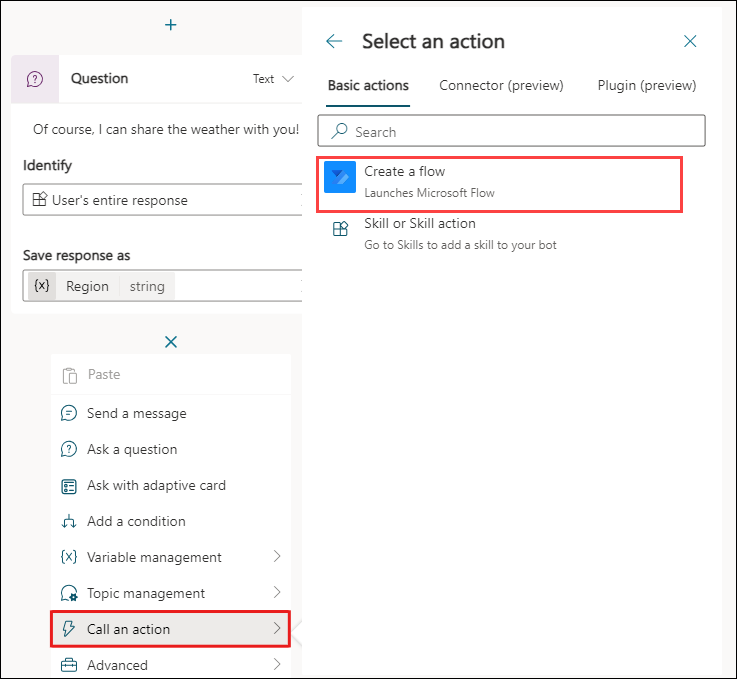 Question
Text
Of course, I can share the weather with you!
Identify
User's entire response
Save response as
{x} Region string
Paste
Send a message
Ask a question
Ask with adaptive card
Add a condition
{x} Variable management
Topic management
Call an action
Advanced
Select an action
Basic actions Connector (preview) Plugin (preview)
Search
Create a flow
Launches Microsoft Flow
Skill or Skill action
Go to Skills to add a skill to your bot